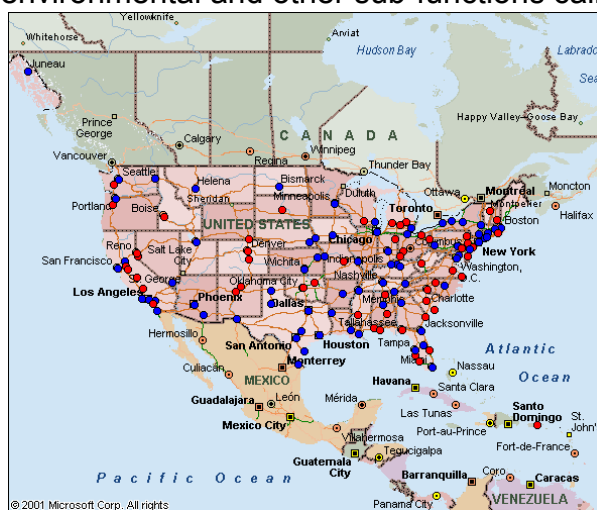 environmental and other sub-functions can
Yellowknife
Whitehorse
Arviat
Hudson Bay
Labrado
Sea
Juneau
Prince
George
Happy Valley-Goose Bay
Calgary
CANADA
Regina
Winnipeg
Vancouver
Thunder Bay
Seattle
Helena
Bismarck
Duluth
Ottawa
Montréal
Moncton
Minneapolis
Toronto
Montpelier
Halifax
Portland
Boise
Sheridan
Boston
UNITED STATES
Chicago
Reno
Salt Lake
City
Denver
New York
San Francisco
Wichita
Indianapolis
Washington,
D.C.
St. George
Nashville
Los Angeles
Oklahoma City
Memphis
Charlotte
Phoenix
Dallas
Tallahassee
Jacksonville
Hermosillo
San Antonio
Houston
Tampa
Atlantic
Ocean
Monterrey
Miami
Nassau
Culiacán
MEXICO
Havana
Santa Clara
Guadalajara
León
Mérida
Las Tunas
Santo
Domingo
St.
John'
Mexico City
Port-au-Prince
Villahermosa
Fort-de-France
Tegucigalpa
Guatemala
City
Pacific Ocean
Barranquilla
Coro
Caracas
Panama City
VENEZUELA
© 2001 Microsoft Corp. All rights